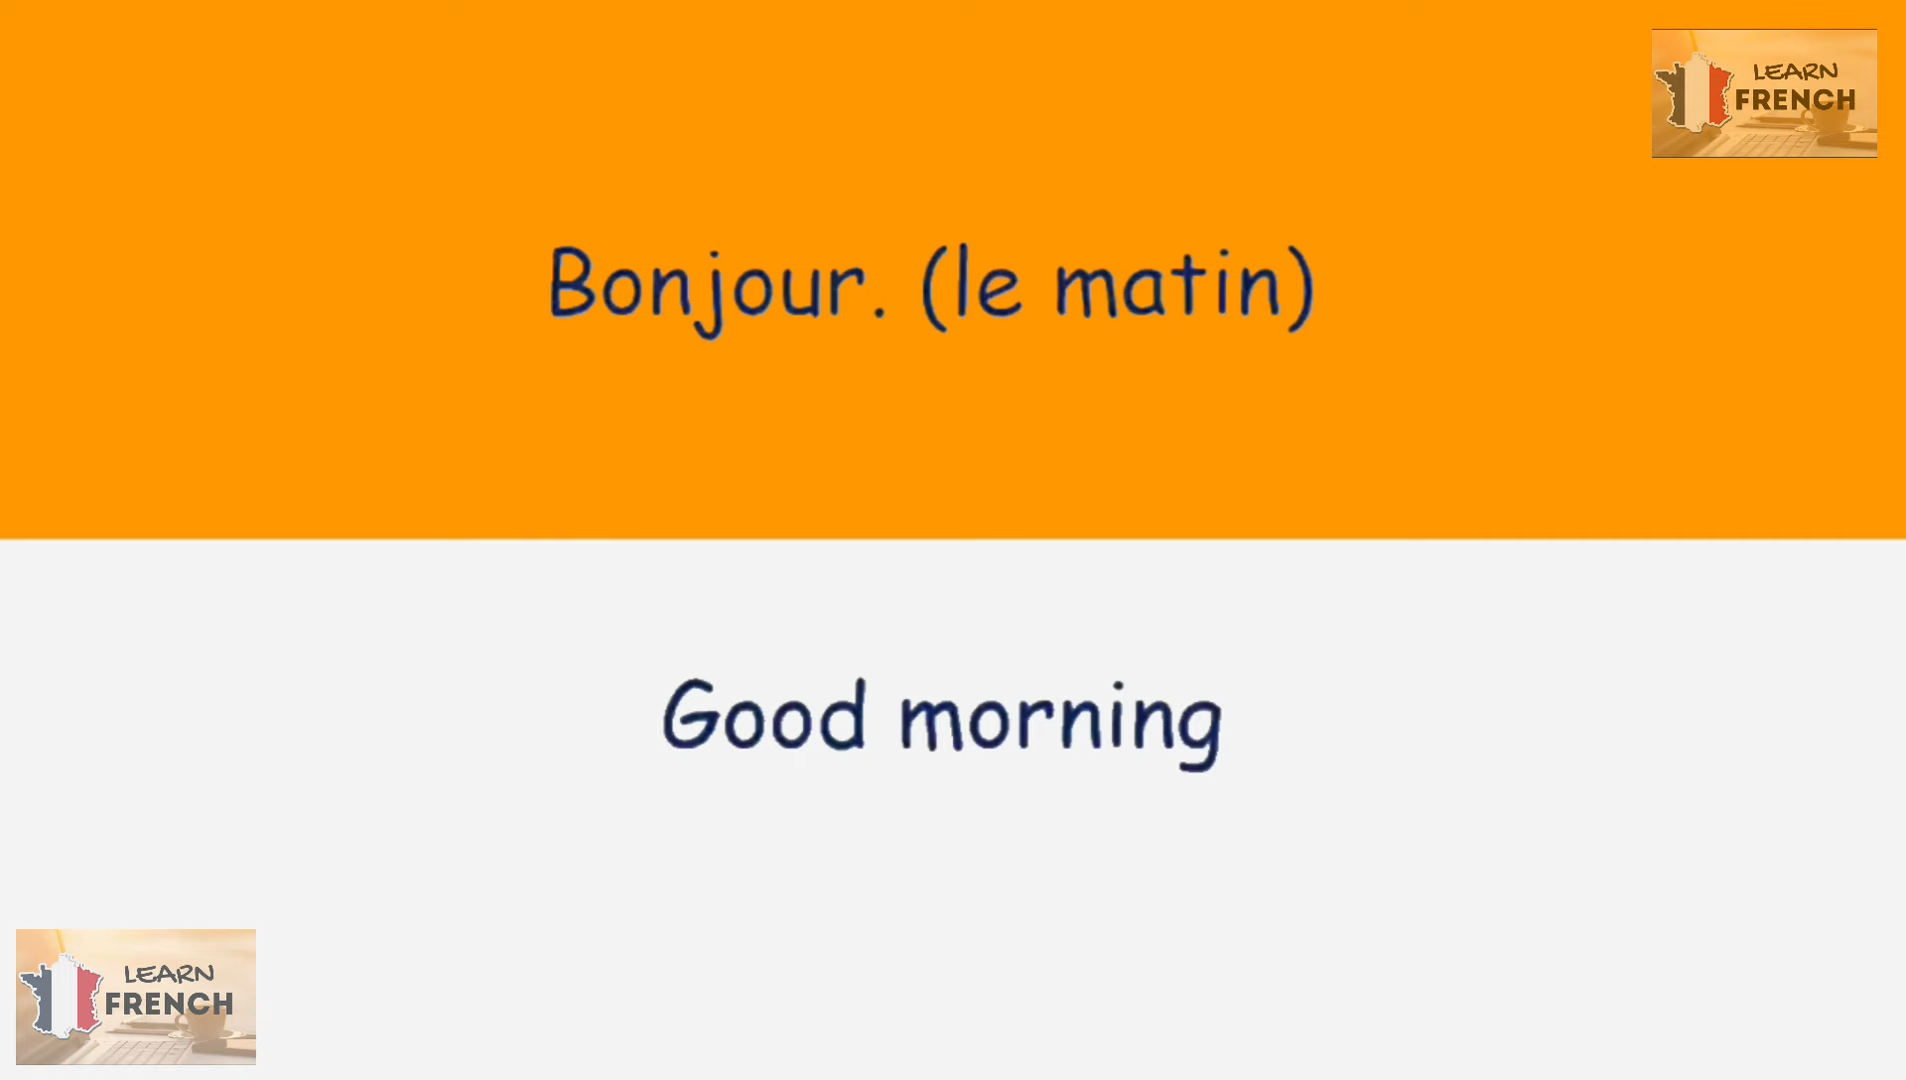 LEARN
FRENCH
Bonjour. (le matin)
Good morning
LEARN
FRENCH